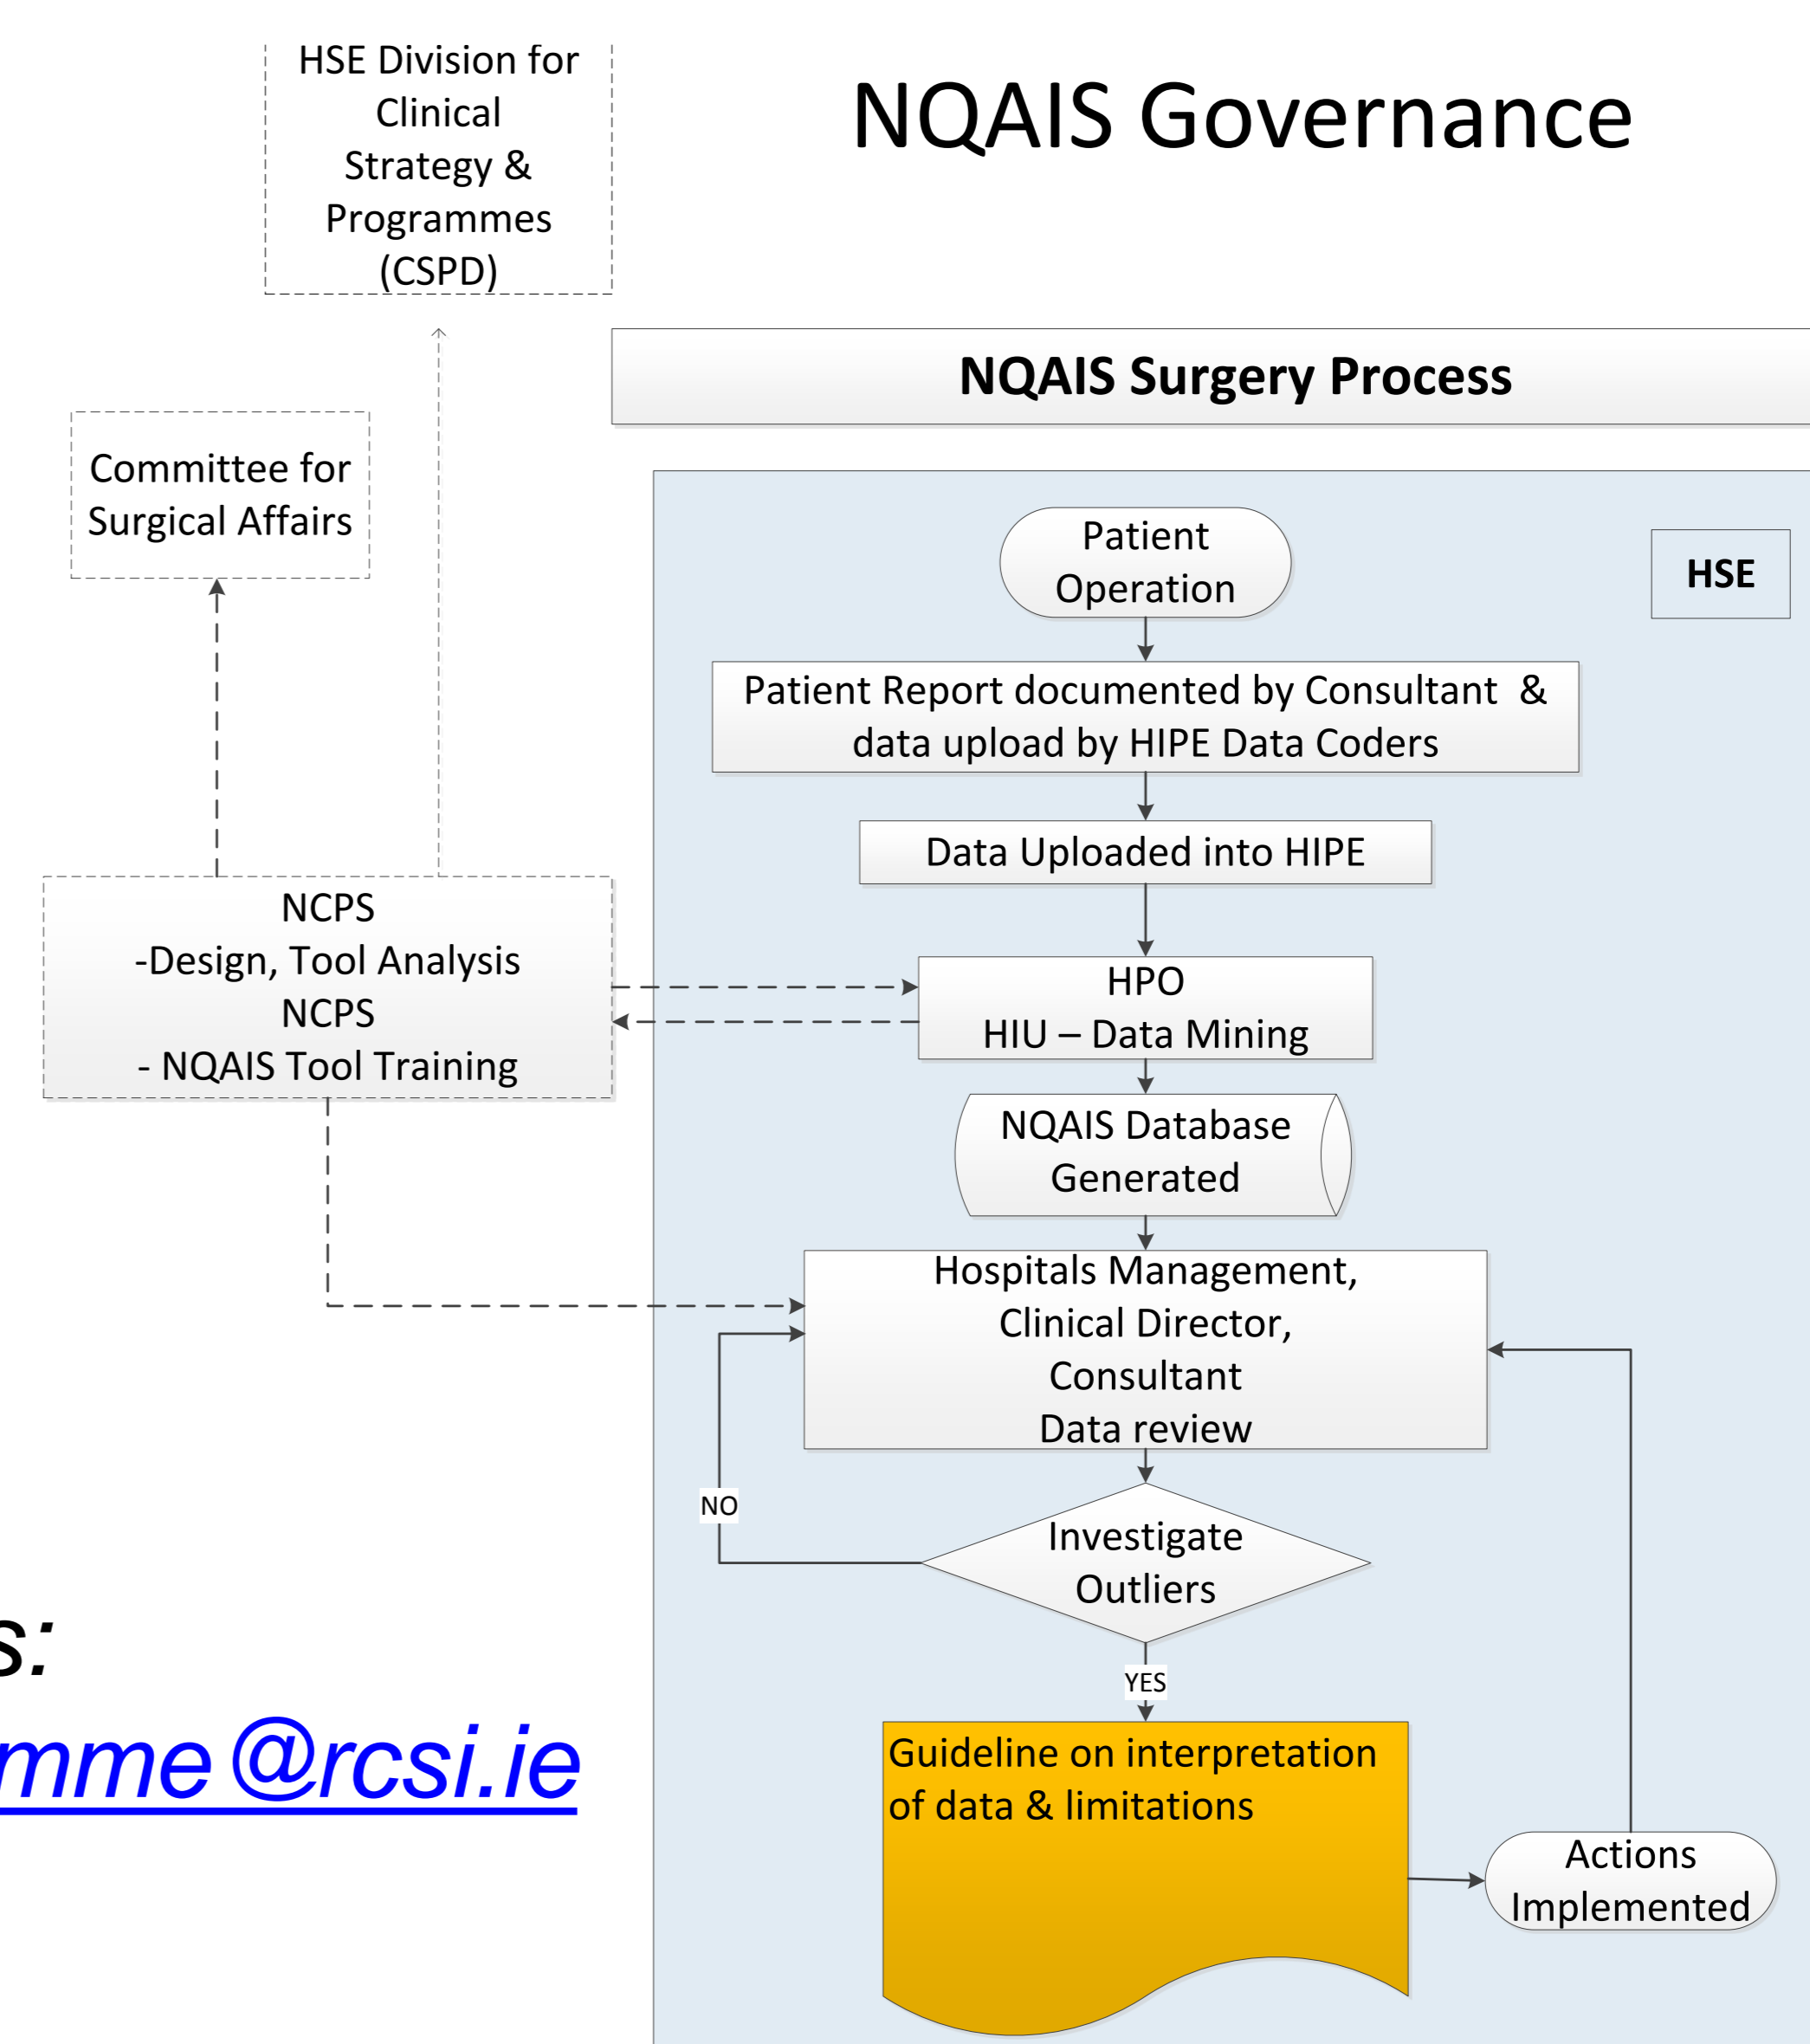 NQAIS Governance
HSE Division for
Clinical
Strategy &
Programmes
(CSPD)
NQAIS Surgery Process
Committee for
Surgical Affairs
HSE
Patient
Operation
Patient Report documented by Consultant &
data upload by HIPE Data Coders
Data Uploaded into HIPE
NCPS
-Design, Tool Analysis
NCPS
- NQAIS Tool Training
HPO
HIU – Data Mining
NQAIS Database
Generated
Hospitals Management,
Clinical Director,
Consultant
Data review
NO
Investigate
Outliers
YES
s:
mme@rcsi.ie
Guideline on interpretation
of data & limitations
Actions
Implemented